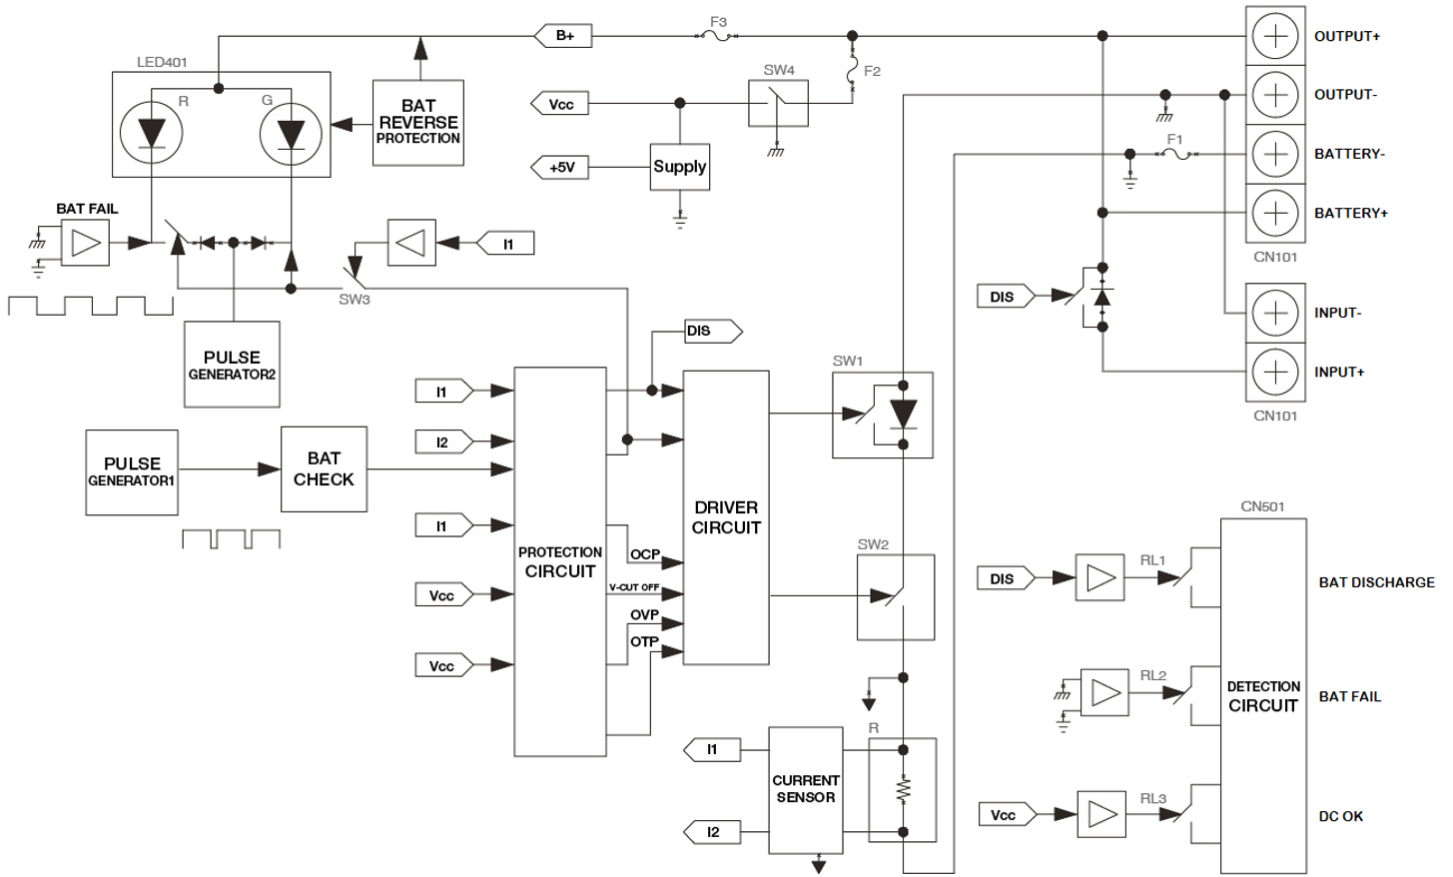 F3
B+
OUTPUT+
LED401
R
G
BAT
REVERSE
PROTECTION
SW4
F2
Vcc
OUTPUT-
F1
+5V
Supply
BATTERY-
BAT FAIL
BATTERY+
I1
CN101
SW3
DIS
INPUT-
DIS
PULSE
GENERATOR2
SW1
INPUT+
I1
CN101
I2
PULSE
GENERATOR1
BAT
CHECK
DRIVER
CIRCUIT
CN501
I1
PROTECTION
CIRCUIT
OCP
SW2
V-CUT OFF
Vcc
OVP
OTP
Vcc
DIS
RL1
BAT DISCHARGE
RL2
DETECTION
CIRCUIT
BAT FAIL
R
I1
CURRENT
SENSOR
I2
Vcc
RL3
DC OK